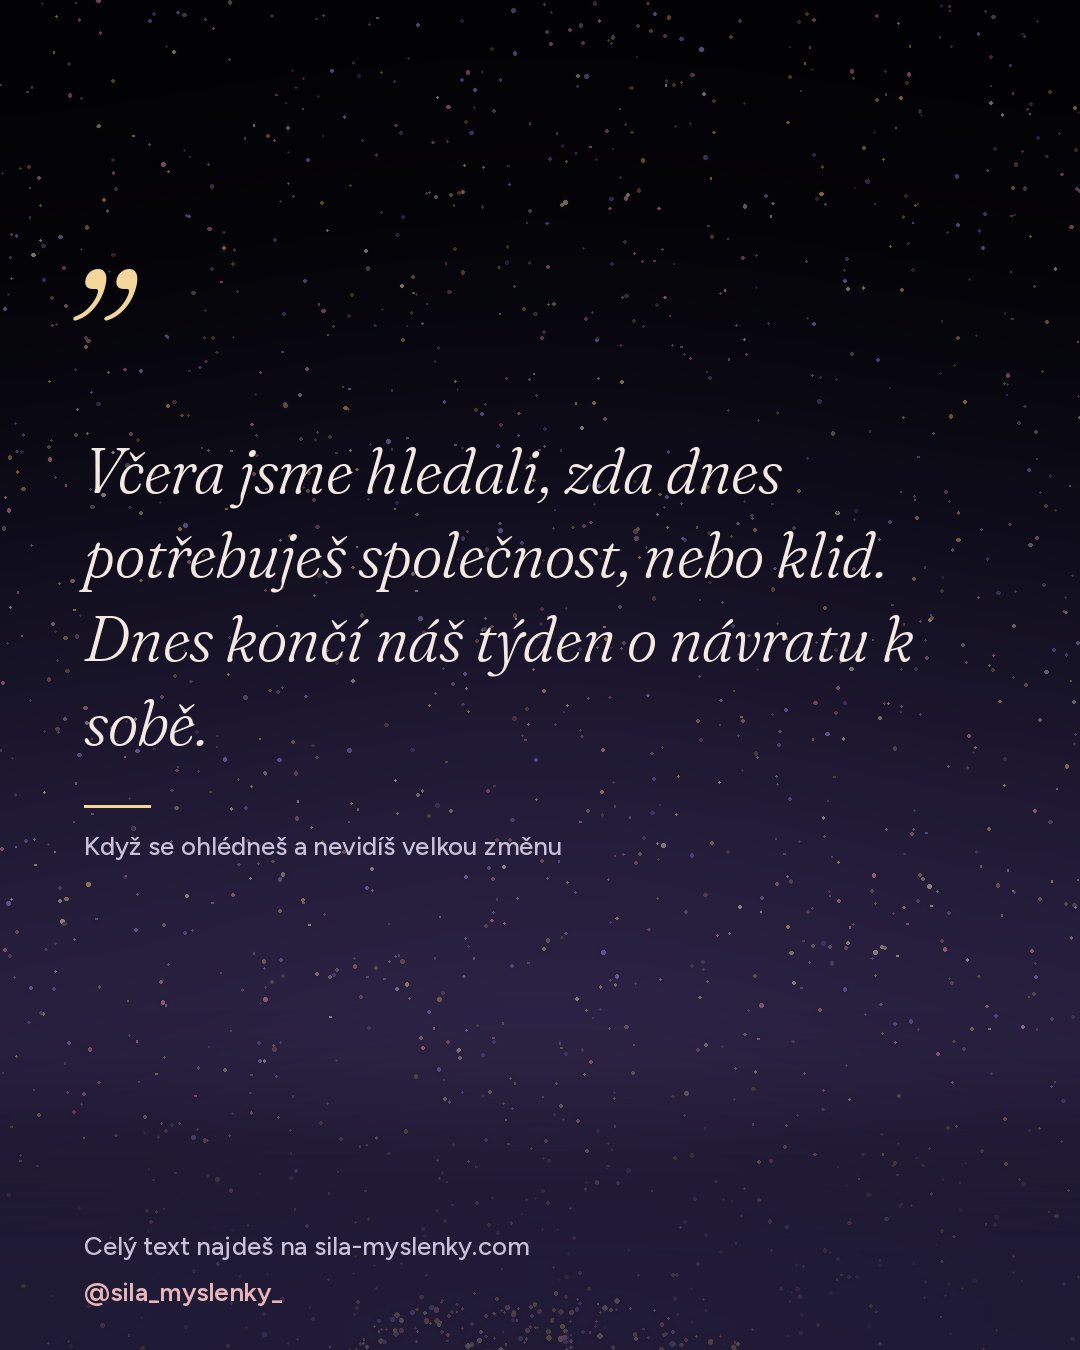 ”
Včera jsme hledali, zda dnes
potřebuješ společnost, nebo klid.
Dnes končí náš týden o návratu k
sobě.
Když se ohlédneš a nevidíš velkou změnu
Celý text najdeš na sila-myslenky.com
@sila_myslenky_